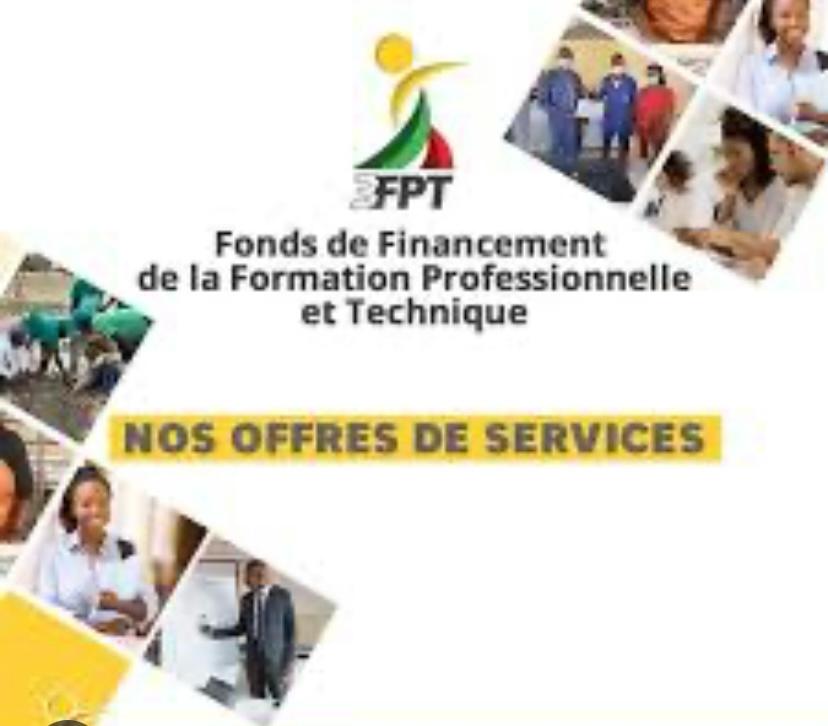 3FPT
Fonds de Financement
de la Formation Professionnelle
et Technique
NOS OFFRES DE SERVICES